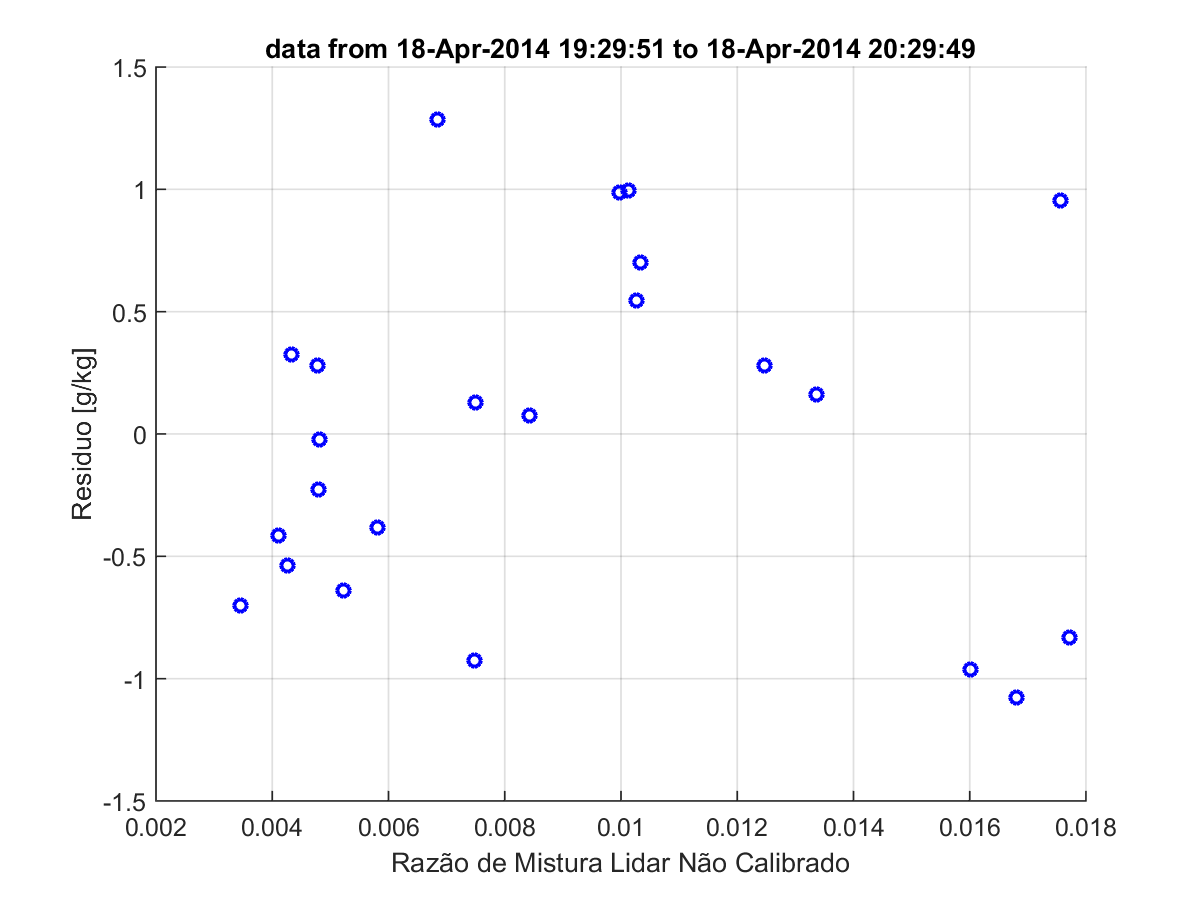 data from 18-Apr-2014 19:29:51 to 18-Apr-2014 20:29:49
1.5
1
0.5
0
-0.5
-1
-1.5
Residuo [g/kg]
0.002 0.004 0.006 0.008 0.01 0.012 0.014 0.016 0.018
Razão de Mistura Lidar Não Calibrado